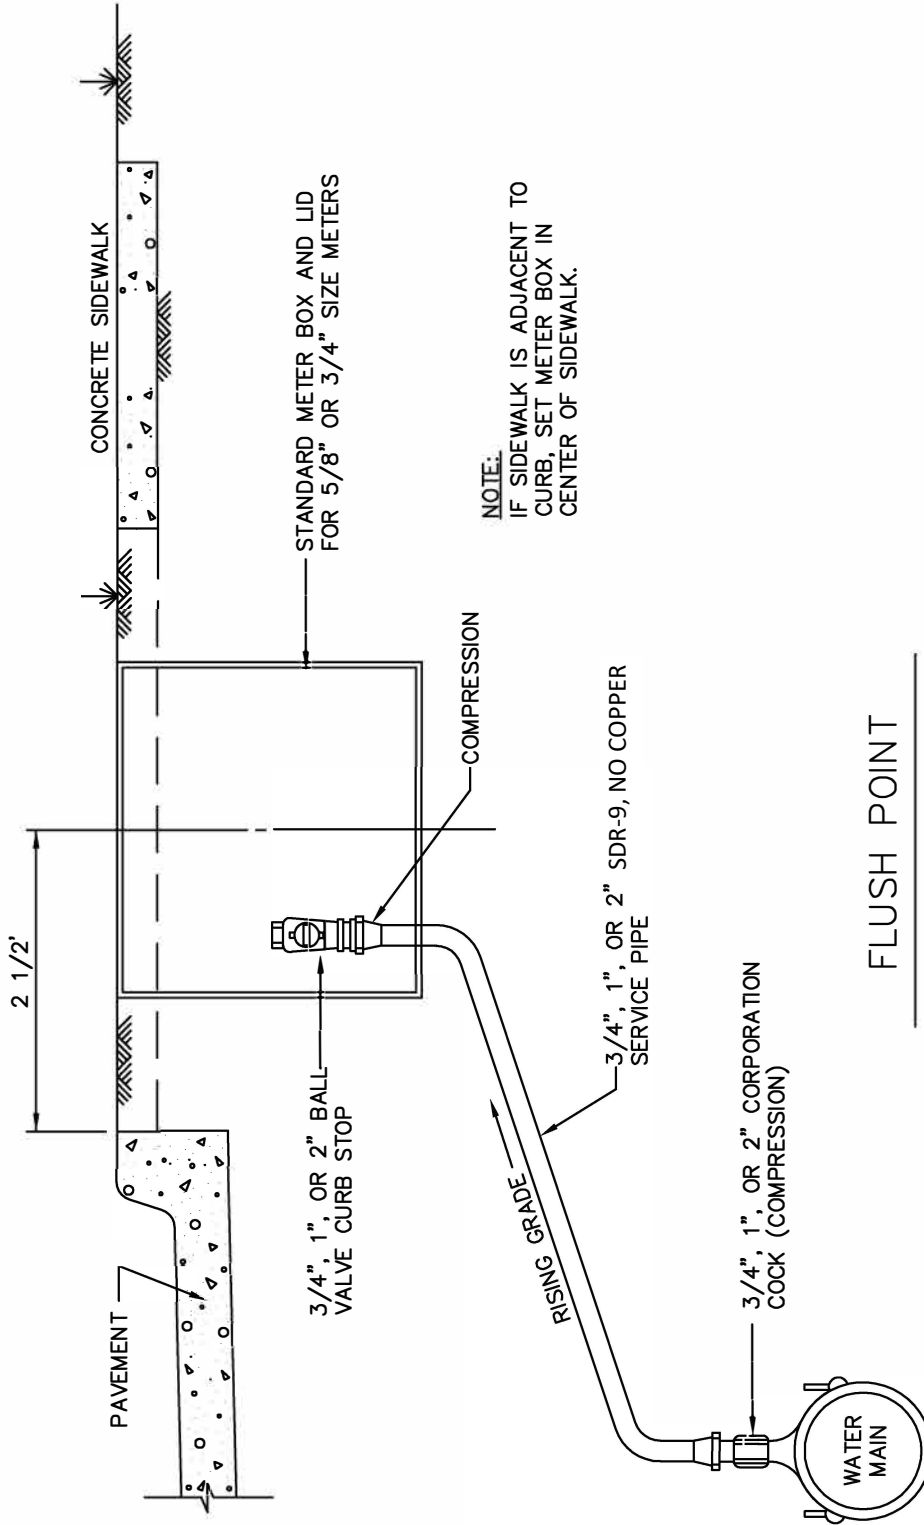 2 1/2'
PAVEMENT
CONCRETE SIDEWALK
3/4", 1", OR 2" BALL
VALVE CURB STOP
STANDARD METER BOX AND LID
FOR 5/8" OR 3/4" SIZE METERS
COMPRESSION
NOTE:
IF SIDEWALK IS ADJACENT TO
CURB, SET METER BOX IN
CENTER OF SIDEWALK.
RISING GRADE
3/4", 1", OR 2" SDR-9, NO COPPER
SERVICE PIPE
3/4", 1", OR 2" CORPORATION
COCK (COMPRESSION)
WATER
MAIN
FLUSH POINT